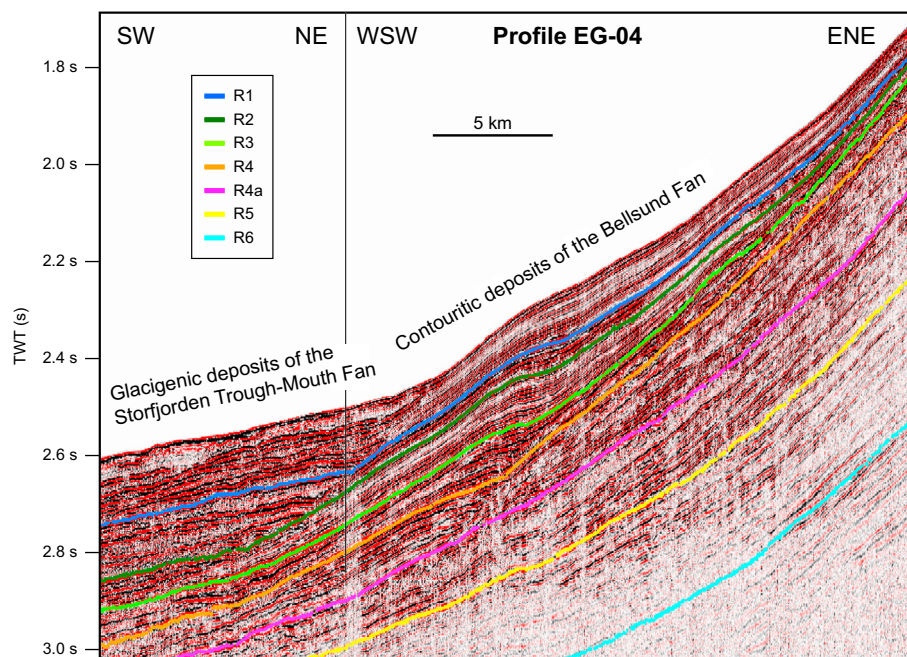 SW NE WSW Profile EG-04 ENE
1.8 s
R1
R2
5 km
R3
2.0 s
R4
R4a
R5
R6
2.2 s
Contouritic deposits of the Bellsund Fan
TWT (s)
2.4 s
Glacigenic deposits of the
Storfjorden Trough-Mouth Fan
2.6 s
2.8 s
3.0 s